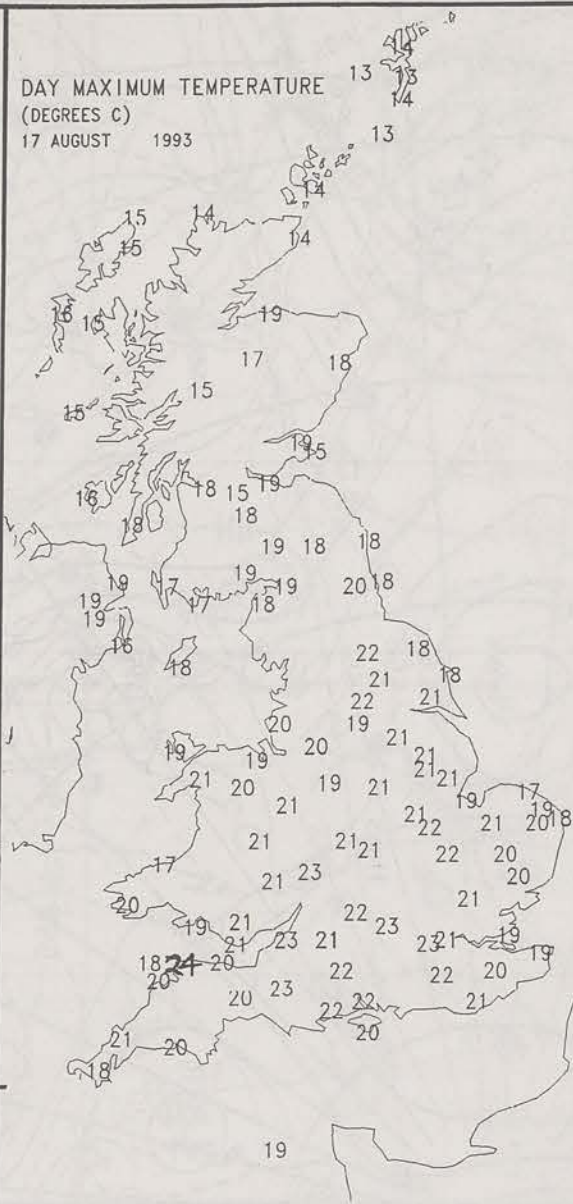 DAY MAXIMUM TEMPERATURE
(DEGREES C)
17 AUGUST 1993
14
13 13
14
13
14
15 14
15 14
16 15 19
17 18
15
15
19 15
16 18 15 19
18 18
19 18 18
19 17 19 19 20 18
19 17 18
19
16
18 22 18
21 18
22 21
20 19
19 20 21
19 21
21
21 20 19 21 21
21 19 17
21 22 21 20 19 18
21 21 21
17 22 20
21 23 20
20 21
19 21 22 23
21 23 21 23 21 19
18 24 20 19
20 23 22 22 20
20 22 22 21
21 20 20
18
19